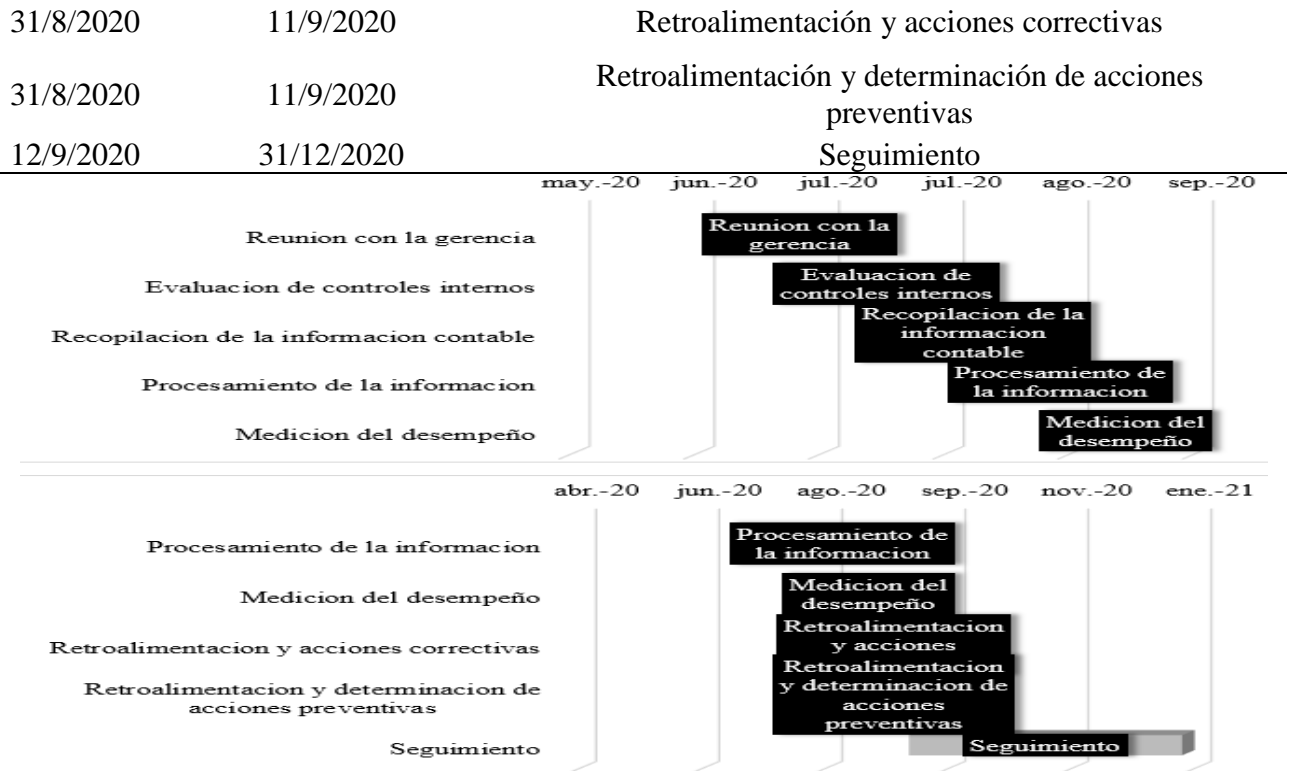 31/8/2020 11/9/2020 Retroalimentación y acciones correctivas
31/8/2020 11/9/2020 Retroalimentación y determinación de acciones
preventivas
12/9/2020 31/12/2020 Seguimiento
may.-20 jun.-20 jul.-20 jul.-20 ago.-20 sep.-20
Reunion con la gerencia
Reunion con la
gerencia
Evaluacion de controles internos
Evaluacion de
controles internos
Recopilacion de la informacion contable
Recopilacion de la
informacion
contable
Procesamiento de la informacion
Procesamiento de
la informacion
Medicion del desempeño
Medicion del
desempeño
abr.-20 jun.-20 ago.-20 sep.-20 nov.-20 ene.-21
Procesamiento de la informacion
Procesamiento de
la informacion
Medicion del desempeño
Medicion del
desempeño
Retroalimentacion y acciones correctivas
Retroalimentacion
y acciones
Retroalimentacion y determinacion de
acciones preventivas
Retroalimentacion
y determinacion de
acciones
preventivas
Seguimiento
Seguimiento